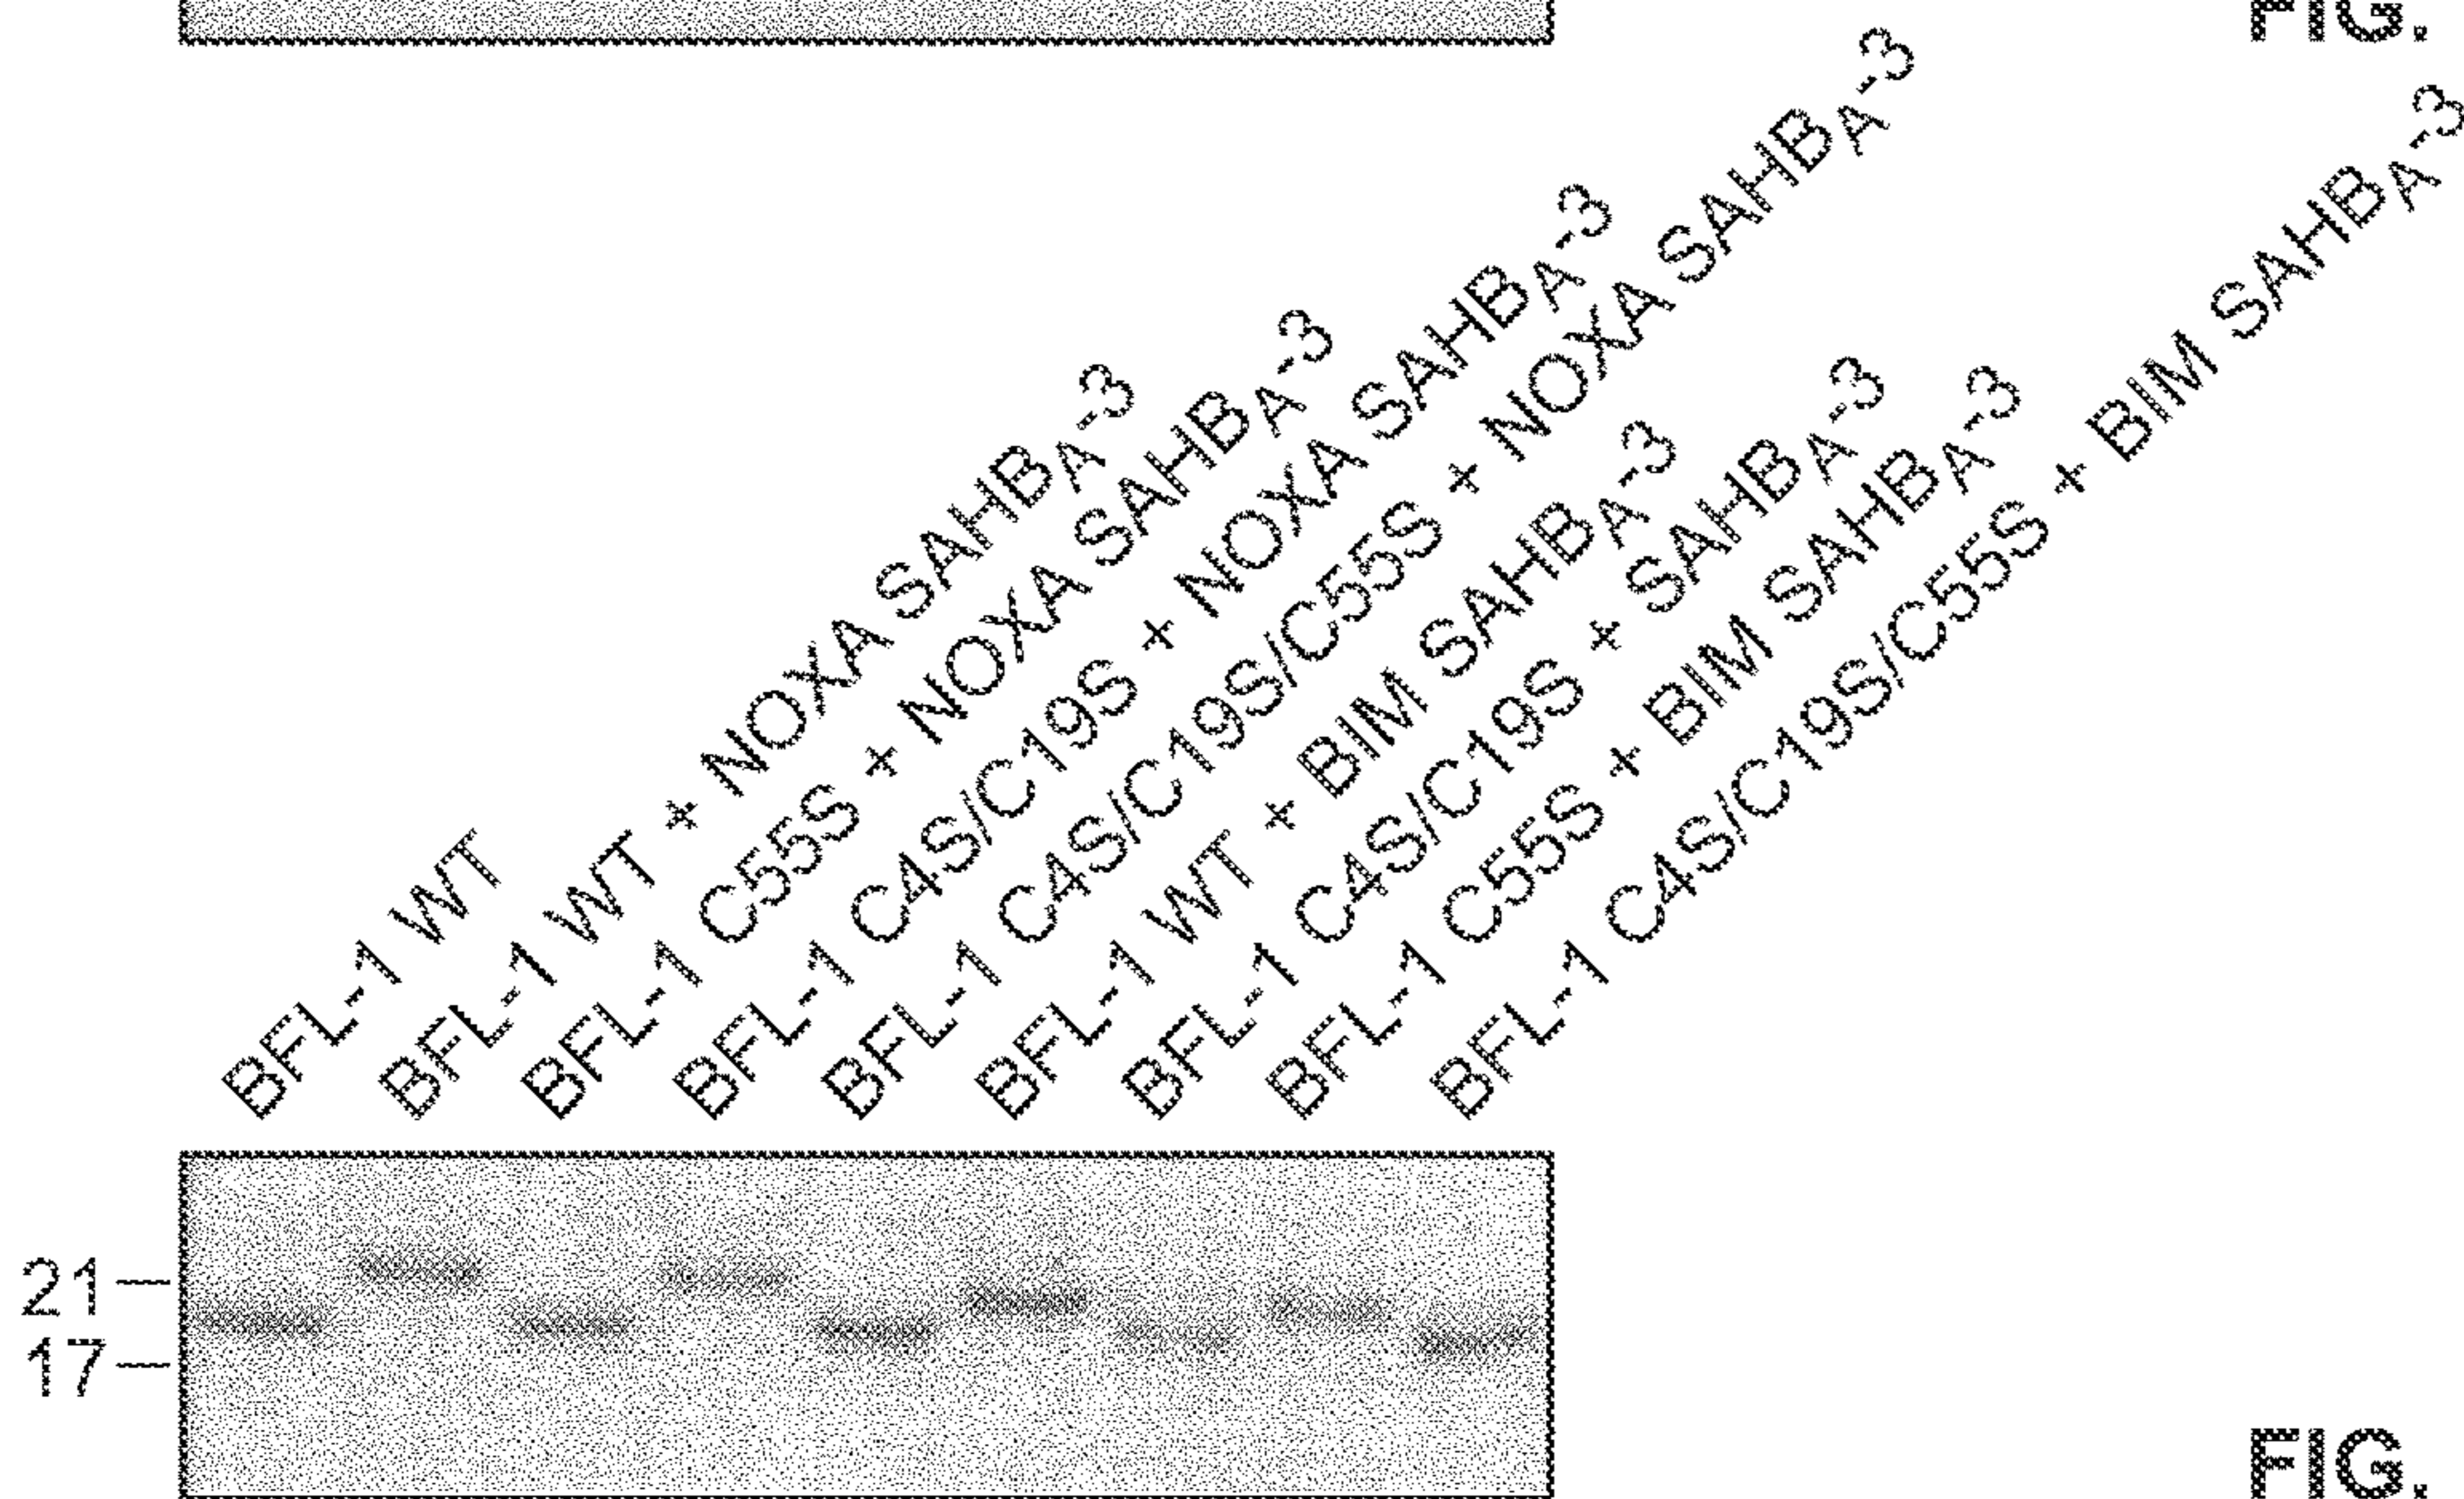 FIG.
BFL-1 WT
BFL-1 WT + NOXA SAHBA-3
BFL-1 C55S + NOXA SAHBA-3
BFL-1 C4S/C19S + NOXA SAHBA-3
BFL-1 C4S/C19S/C55S + NOXA SAHBA-3
BFL-1 WT + BIM SAHBA-3
BFL-1 C4S/C19S + SAHBA-3
BFL-1 C55S + BIM SAHBA-3
BFL-1 C4S/C19S/C55S + BIM SAHBA-3
21
17
FIG.